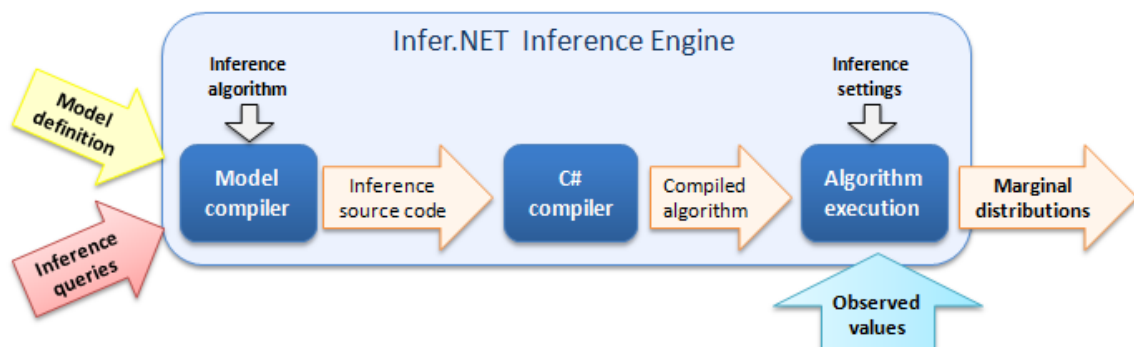 Infer.NET Inference Engine
Inference
algorithm
Inference
settings
Model
definition
Model
compiler
Inference
source code
C#
compiler
Compiled
algorithm
Algorithm
execution
Marginal
distributions
Inference
queries
Observed
values